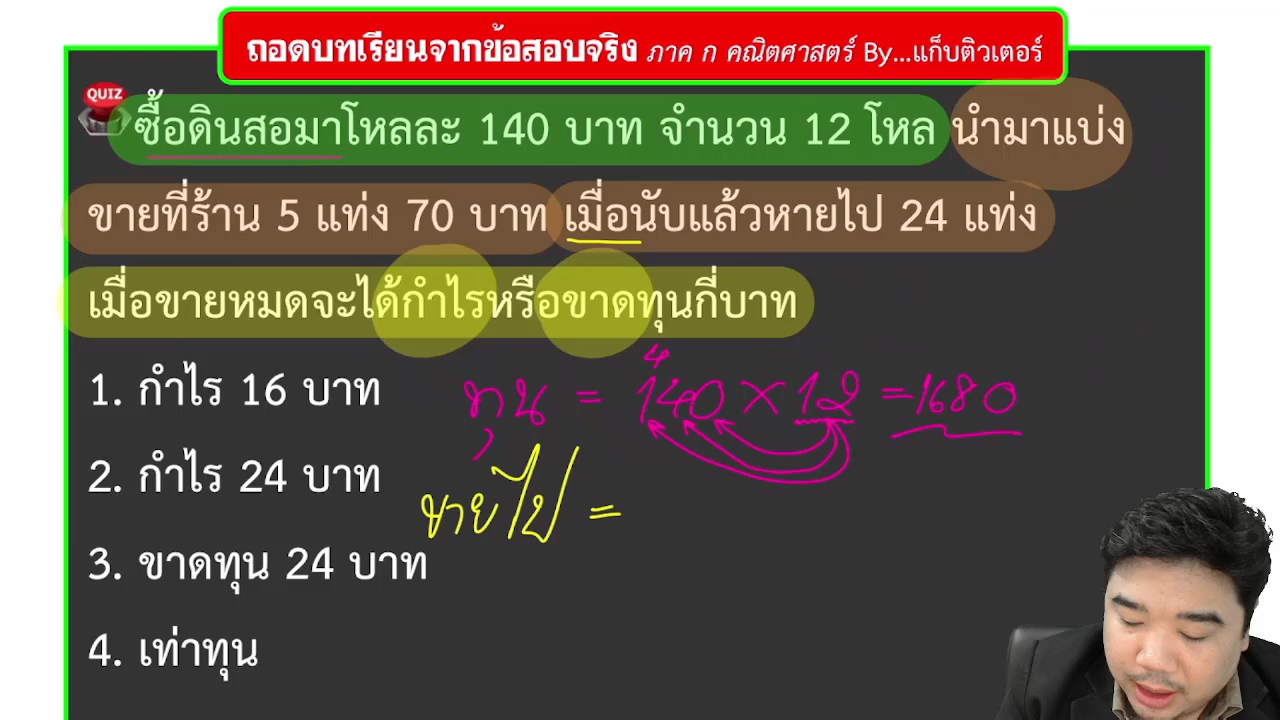 ถอดบทเรียนจากข้อสอบจริง ภาค ก คณิตศาสตร์ By...แก็บติวเตอร์
QUIZ
ซื้อดินสอมาโหลละ 140 บาท จำนวน 12 โหล นำมาแบ่ง
ขายที่ร้าน 5 แท่ง 70 บาท เมื่อนับแล้วหายไป 24 แท่ง
เมื่อขายหมดจะได้กำไรหรือขาดทุนกี่บาท
1. กำไร 16 บาท
4
ทุน = 140 × 12 = 1680
2. กำไร 24 บาท
ขายไป =
3. ขาดทุน 24 บาท
4. เท่าทุน